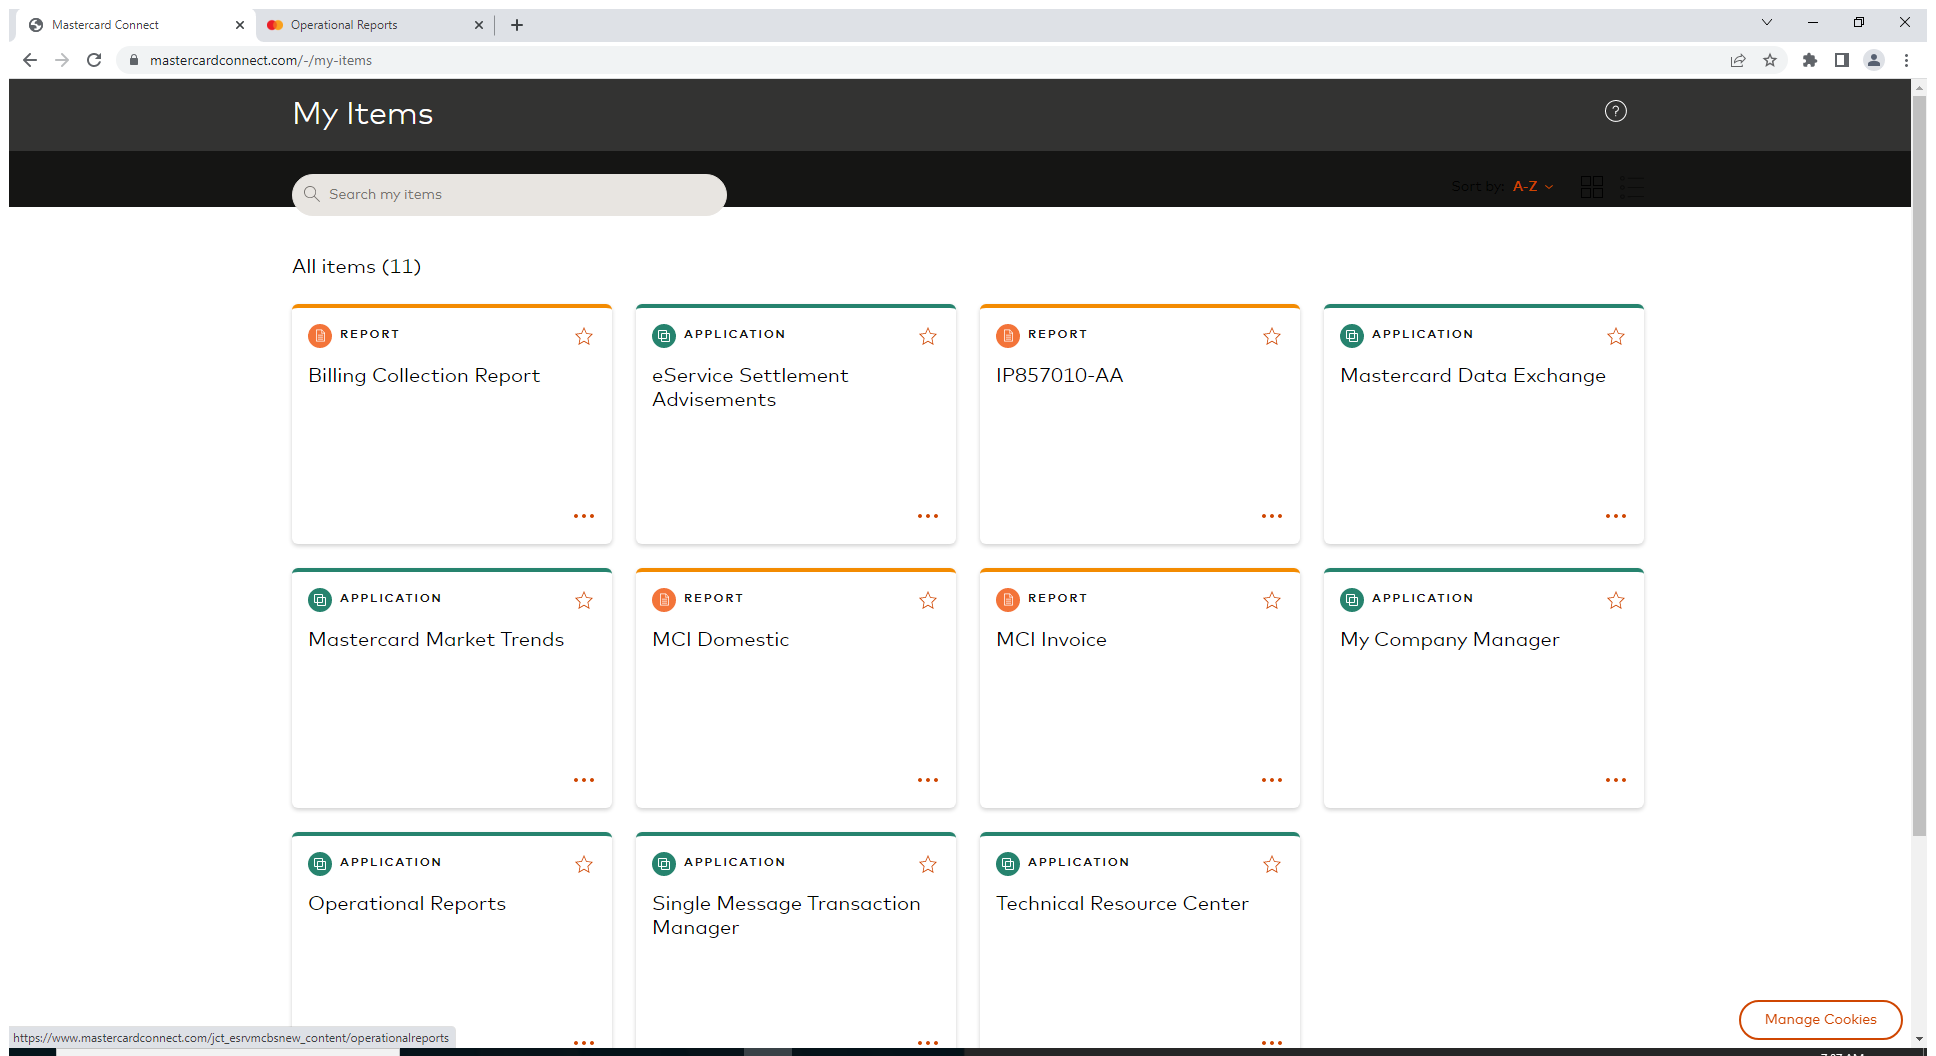 Mastercard Connect
Operational Reports
mastercardconnect.com/-/my-items
My Items
?
Search my items
Sort by: A-Z
All items (11)
REPORT
Billing Collection Report
APPLICATION
eService Settlement
Advisements
REPORT
IP857010-AA
APPLICATION
Mastercard Data Exchange
APPLICATION
Mastercard Market Trends
REPORT
MCI Domestic
REPORT
MCI Invoice
APPLICATION
My Company Manager
APPLICATION
Operational Reports
APPLICATION
Single Message Transaction
Manager
APPLICATION
Technical Resource Center
Manage Cookies
https://www.mastercardconnect.com/jct_esrvmcbsnew_content/operationalreports